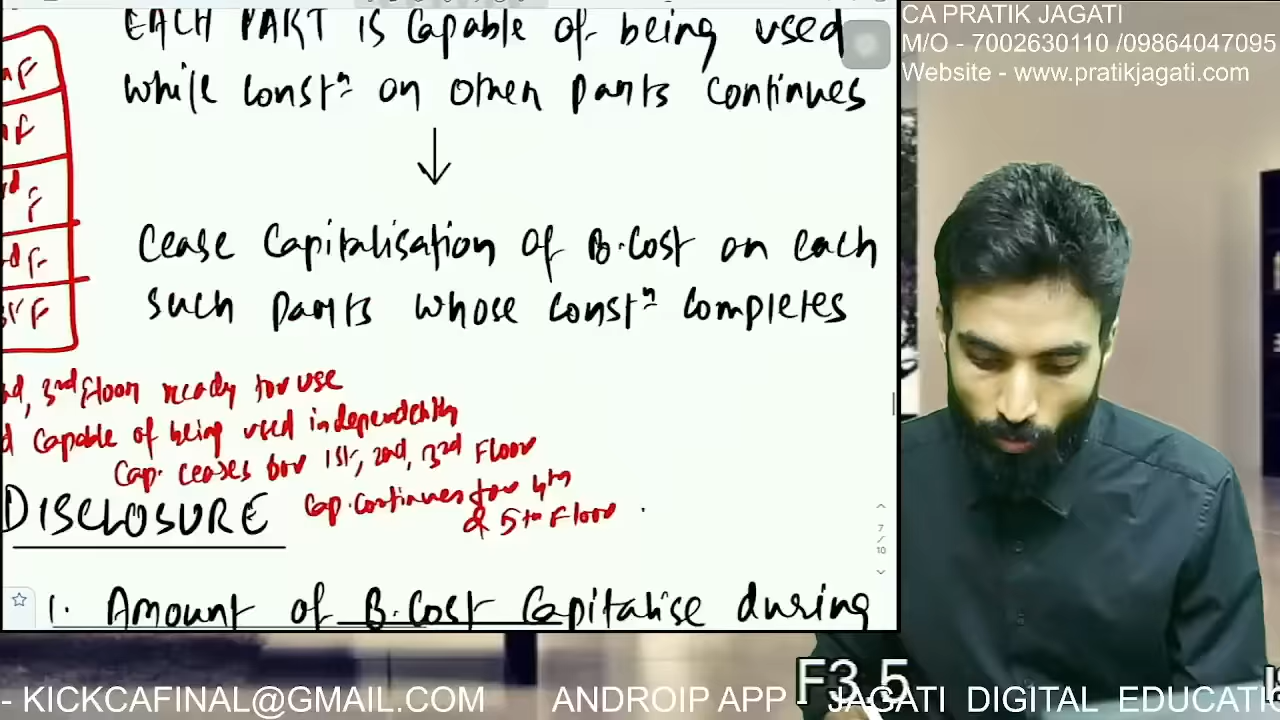 EACH PART is Capable of being used
while constⁿ on other parts continues
Cease Capitalisation of B.Cost on each
such parts whose constⁿ completes
F
F
rd F
F
F
3rd Floor ready for use
Capable of being used independently
Cap. ceases for 1st, 2nd, 3rd Floor
Cap. continues for 4th
& 5th Floor
DISCLOSURE
1. Amount of B.Cost Capitalise during
7
/
10
CA PRATIK JAGATI
M/O - 7002630110 /09864047095
Website - www.pratikjagati.com
F3.5
- KICKCAFINAL@GMAIL.COM ANDROIP APP - JAGATI DIGITAL EDUCATI